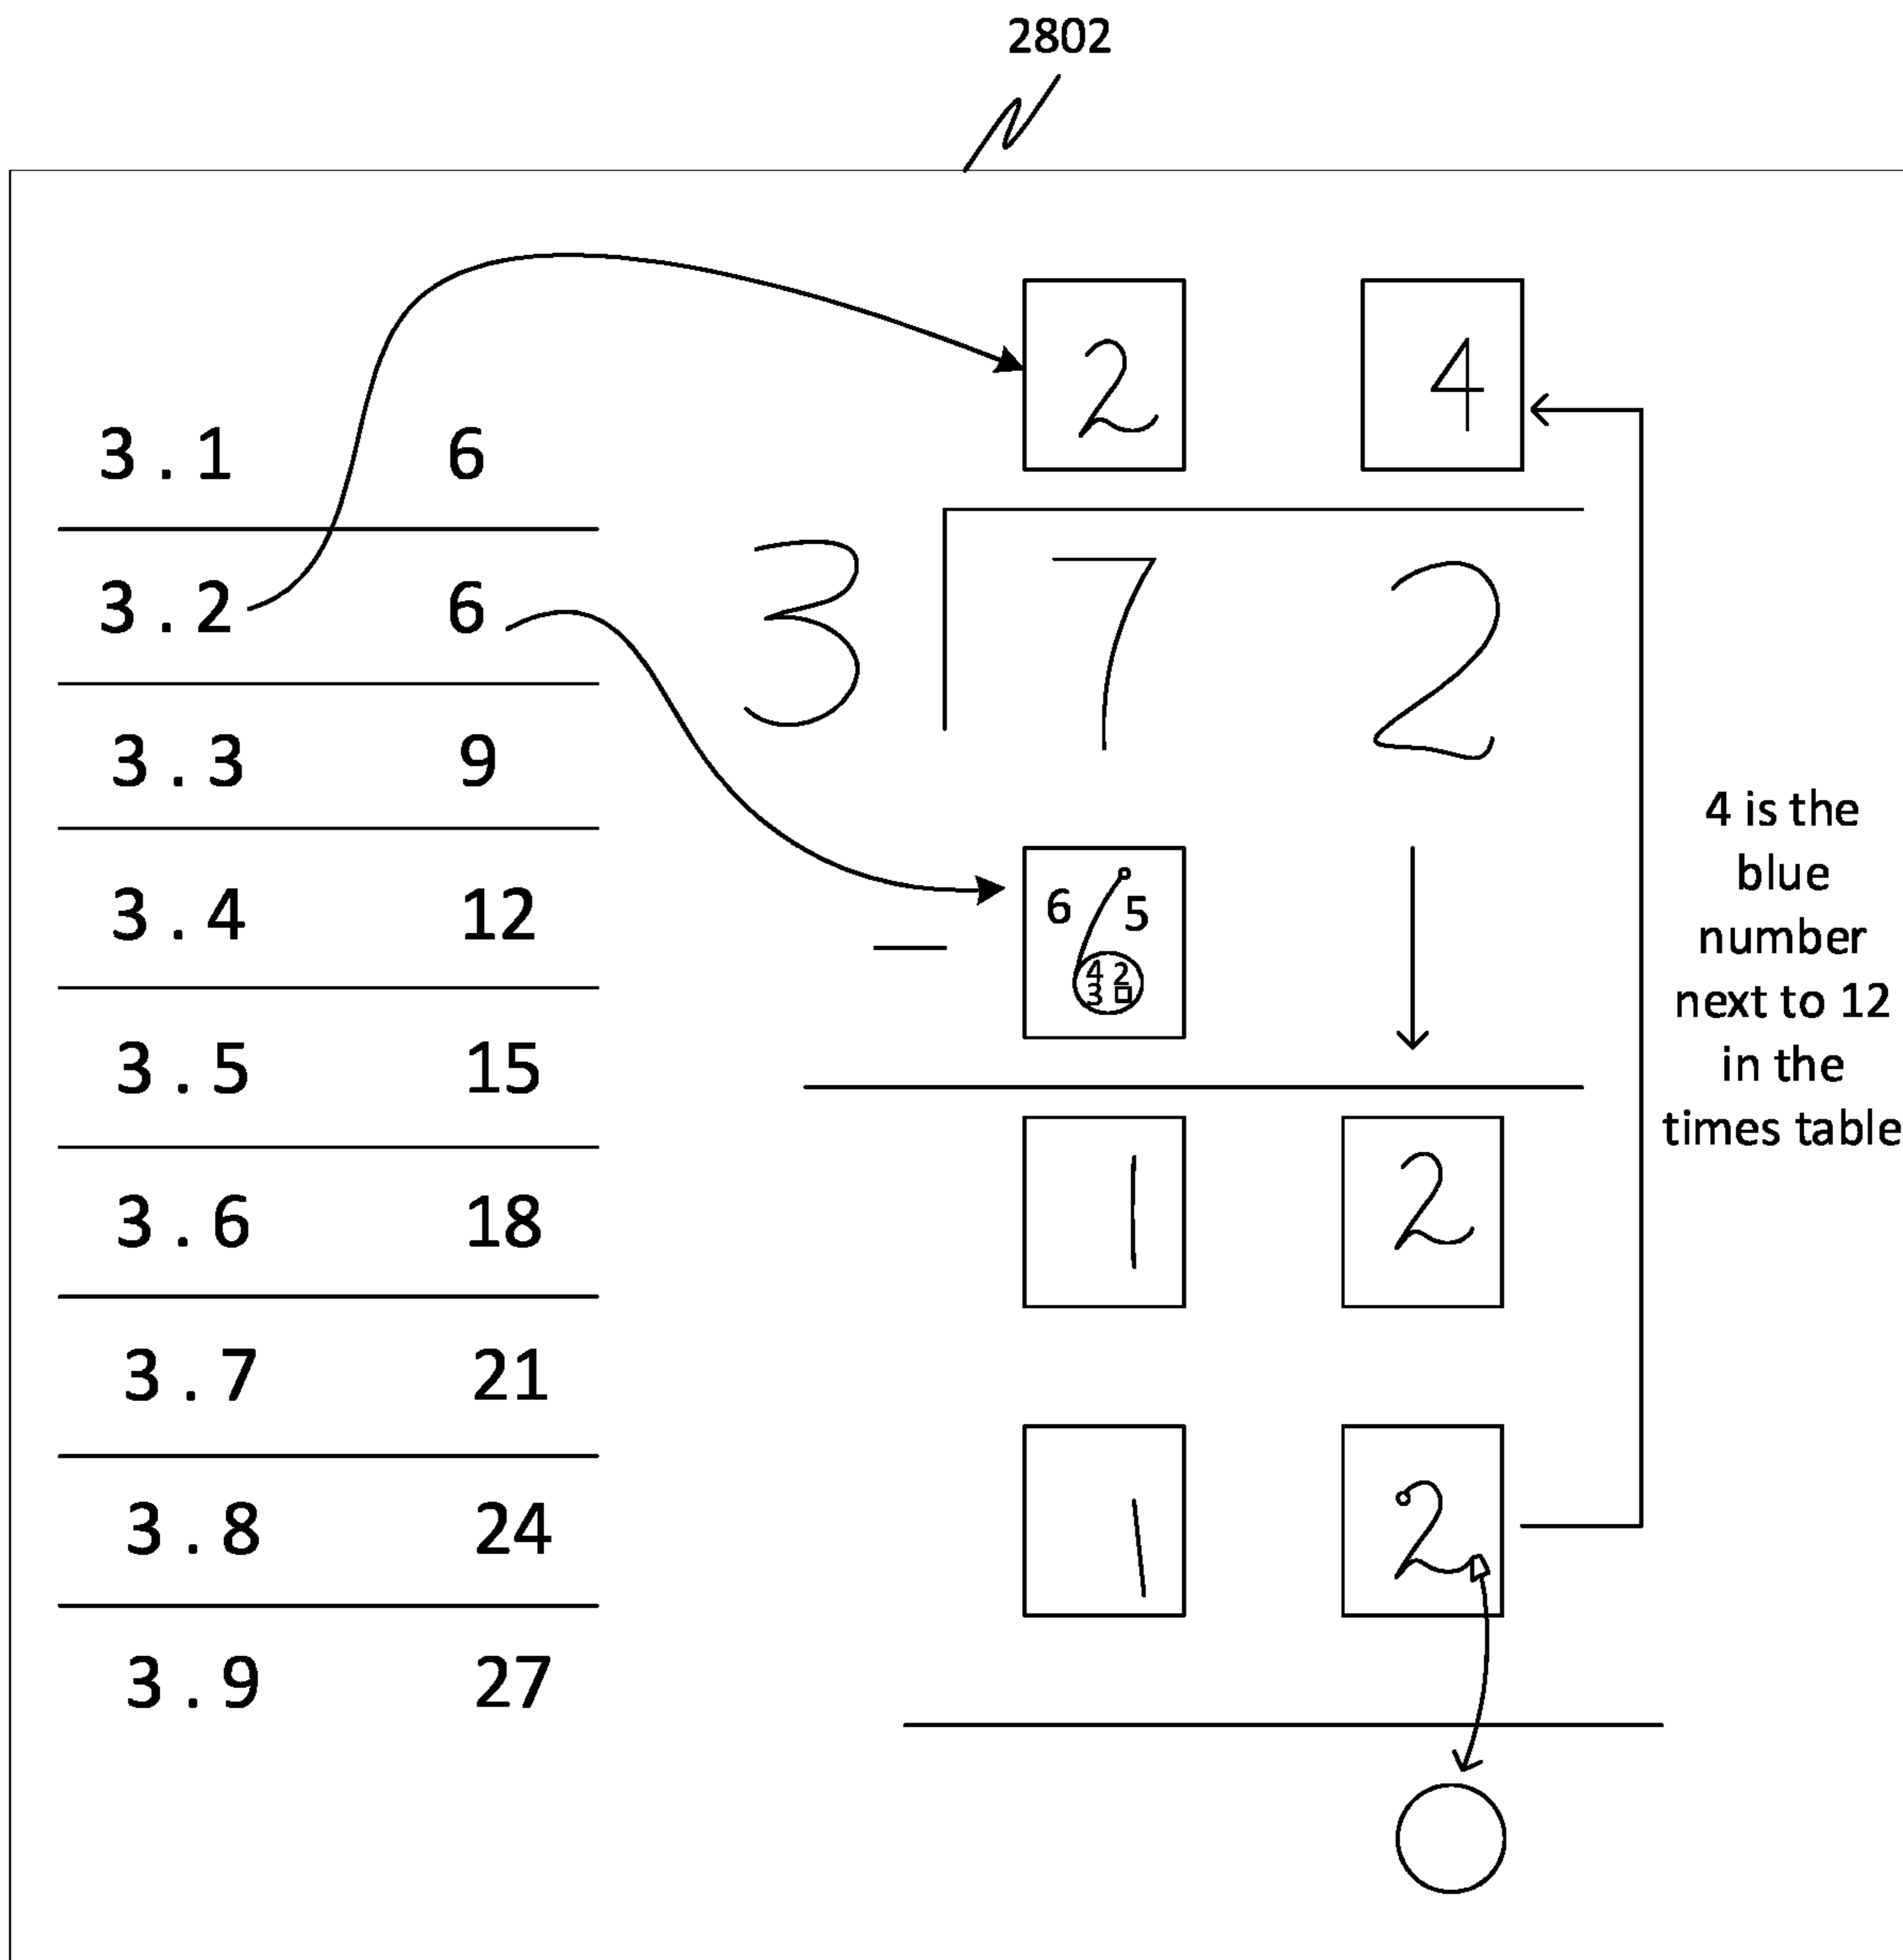 2802
3 . 1 6
3 . 2 6
3 . 3 9
3 . 4 12
3 . 5 15
3 . 6 18
3 . 7 21
3 . 8 24
3 . 9 27
2 4
3 7 2
− 6
6 5
4 2
3
1 2
1 2
4 is the
blue
number
next to 12
in the
times table